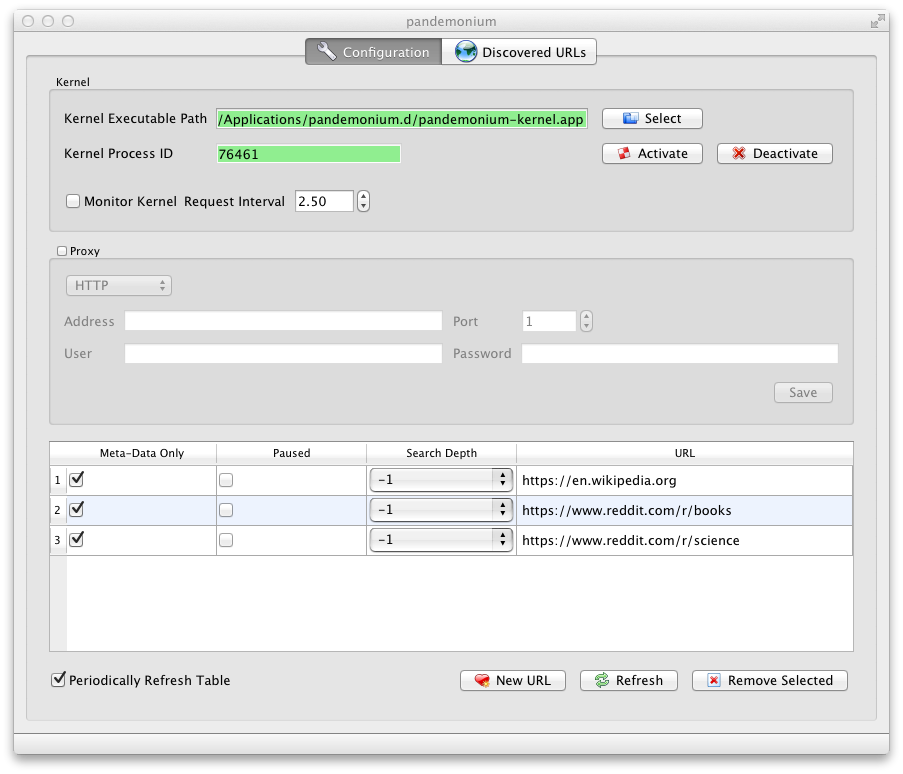 pandemonium
Configuration
Discovered URLs
Kernel
Kernel Executable Path /Applications/pandemonium.d/pandemonium-kernel.app Select
Kernel Process ID 76461 Activate Deactivate
Monitor Kernel Request Interval 2.50
Proxy
HTTP
Address Port 1
User Password
Save
Meta-Data Only Paused Search Depth URL
1 -1 https://en.wikipedia.org
2 -1 https://www.reddit.com/r/books
3 -1 https://www.reddit.com/r/science
Periodically Refresh Table New URL Refresh Remove Selected